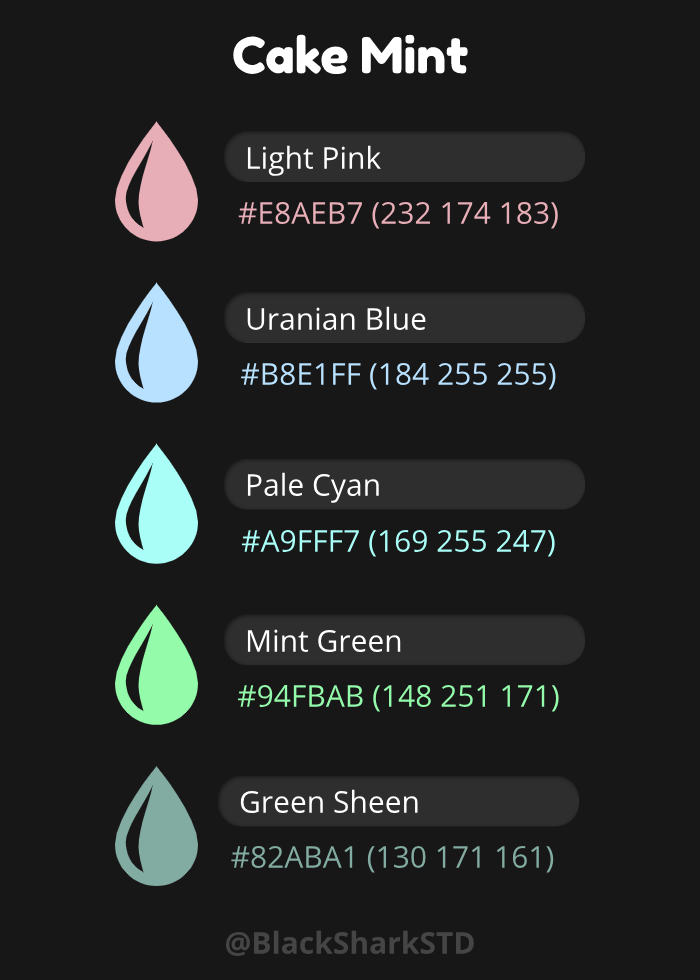 Cake Mint
Light Pink
#E8AEB7 (232 174 183)
Uranian Blue
#B8E1FF (184 255 255)
Pale Cyan
#A9FFF7 (169 255 247)
Mint Green
#94FBAB (148 251 171)
Green Sheen
#82ABA1 (130 171 161)
@BlackSharkSTD